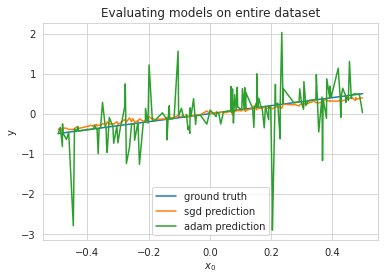 Evaluating models on entire dataset
y
2
1
0
−1
−2
−3
ground truth
sgd prediction
adam prediction
−0.4 −0.2 0.0 0.2 0.4
x₀